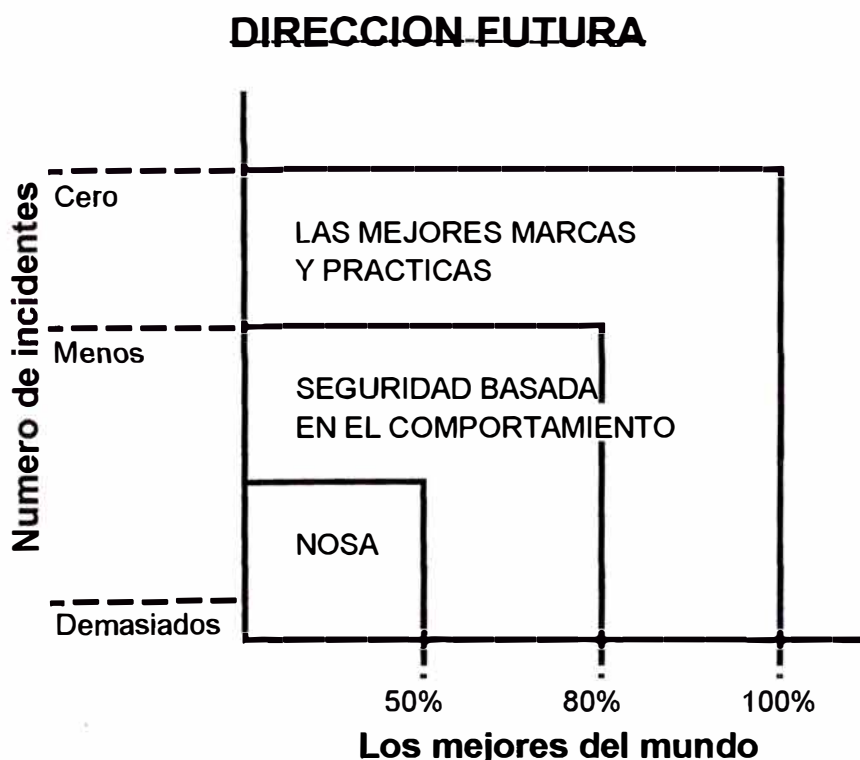 DIRECCION FUTURA
Numero de incidentes
Cero
LAS MEJORES MARCAS
Y PRACTICAS
Menos
SEGURIDAD BASADA
EN EL COMPORTAMIENTO
NOSA
Demasiados
50%
80%
100%
Los mejores del mundo